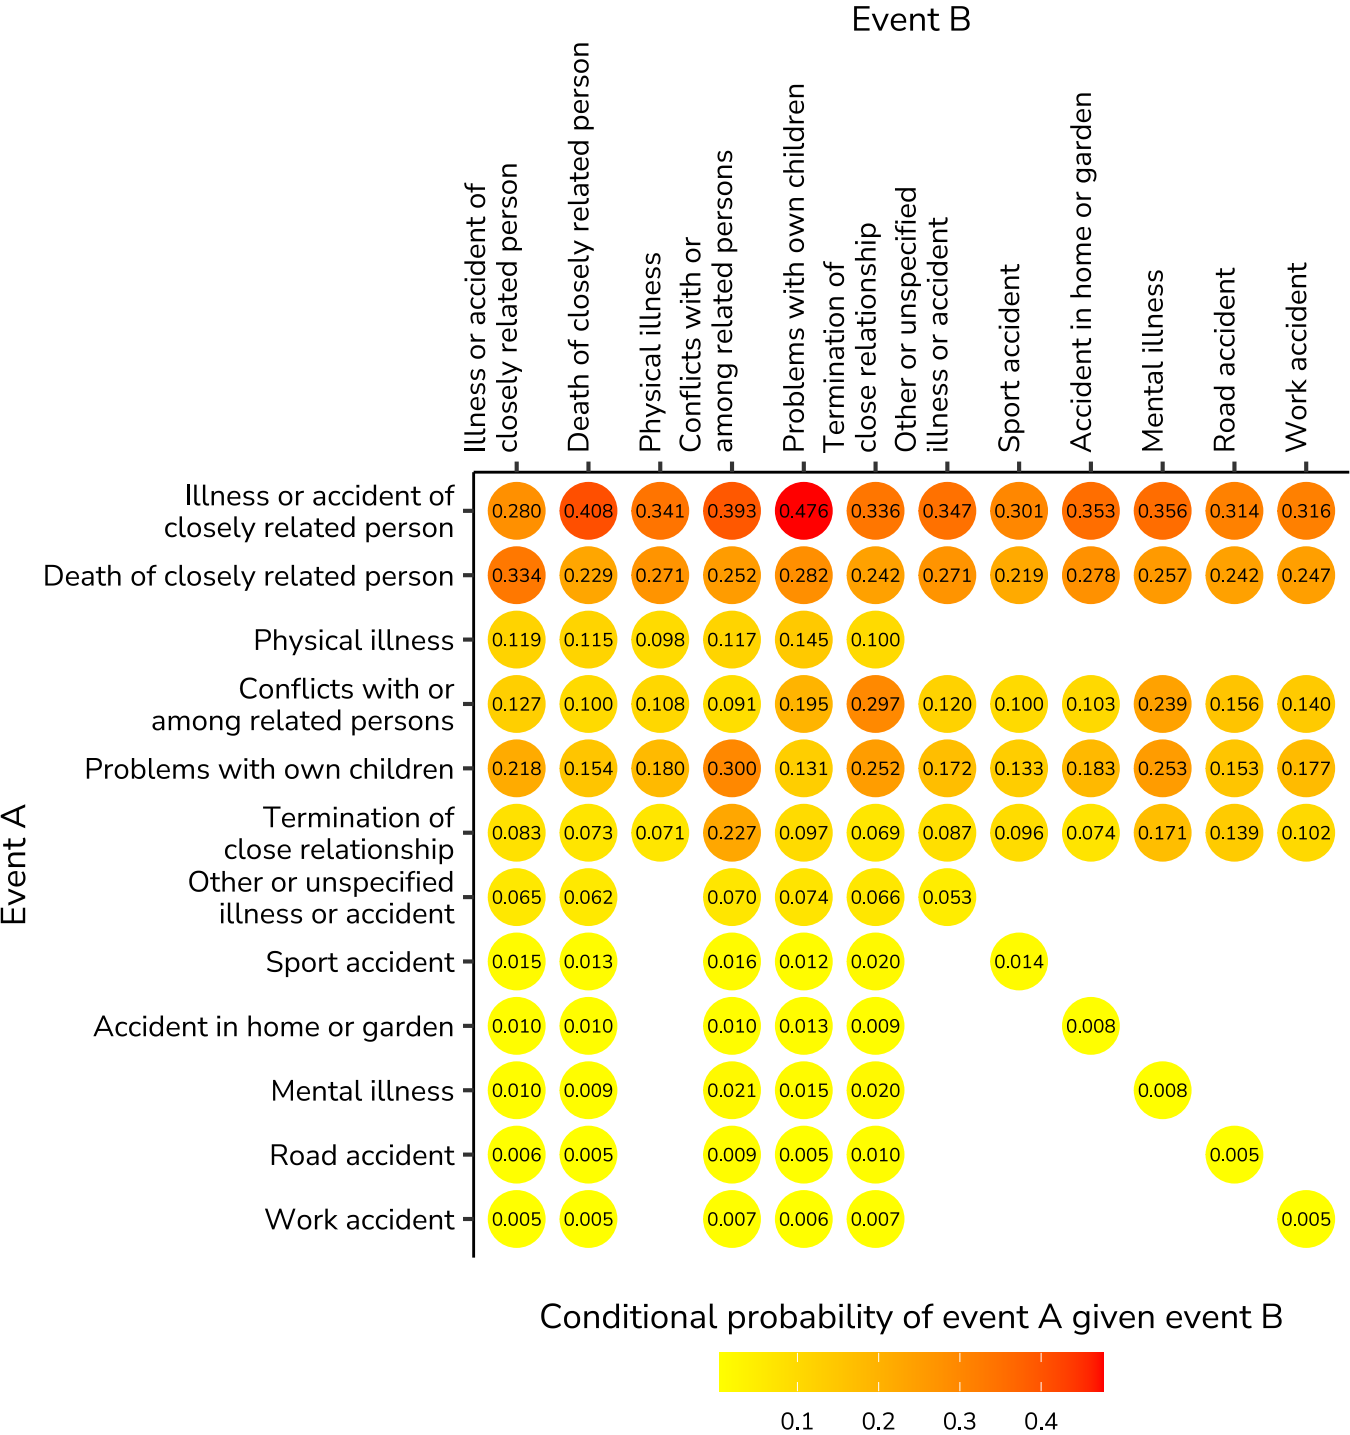 Event B
Illness or accident of
closely related person
Death of closely related person
Physical illness
Conflicts with or
among related persons
Problems with own children
Termination of
close relationship
Other or unspecified
illness or accident
Sport accident
Accident in home or garden
Mental illness
Road accident
Work accident
Event A
Illness or accident of
closely related person
0.280 0.408 0.341 0.393 0.476 0.336 0.347 0.301 0.353 0.356 0.314 0.316
Death of closely related person 0.334 0.229 0.271 0.252 0.282 0.242 0.271 0.219 0.278 0.257 0.242 0.247
Physical illness 0.119 0.115 0.098 0.117 0.145 0.100
Conflicts with or
among related persons
0.127 0.100 0.108 0.091 0.195 0.297 0.120 0.100 0.103 0.239 0.156 0.140
Problems with own children 0.218 0.154 0.180 0.300 0.131 0.252 0.172 0.133 0.183 0.253 0.153 0.177
Termination of
close relationship
0.083 0.073 0.071 0.227 0.097 0.069 0.087 0.096 0.074 0.171 0.139 0.102
Other or unspecified
illness or accident
0.065 0.062 0.070 0.074 0.066 0.053
Sport accident 0.015 0.013 0.016 0.012 0.020 0.014
Accident in home or garden 0.010 0.010 0.010 0.013 0.009 0.008
Mental illness 0.010 0.009 0.021 0.015 0.020 0.008
Road accident 0.006 0.005 0.009 0.005 0.010 0.005
Work accident 0.005 0.005 0.007 0.006 0.007 0.005
Conditional probability of event A given event B
0.1 0.2 0.3 0.4